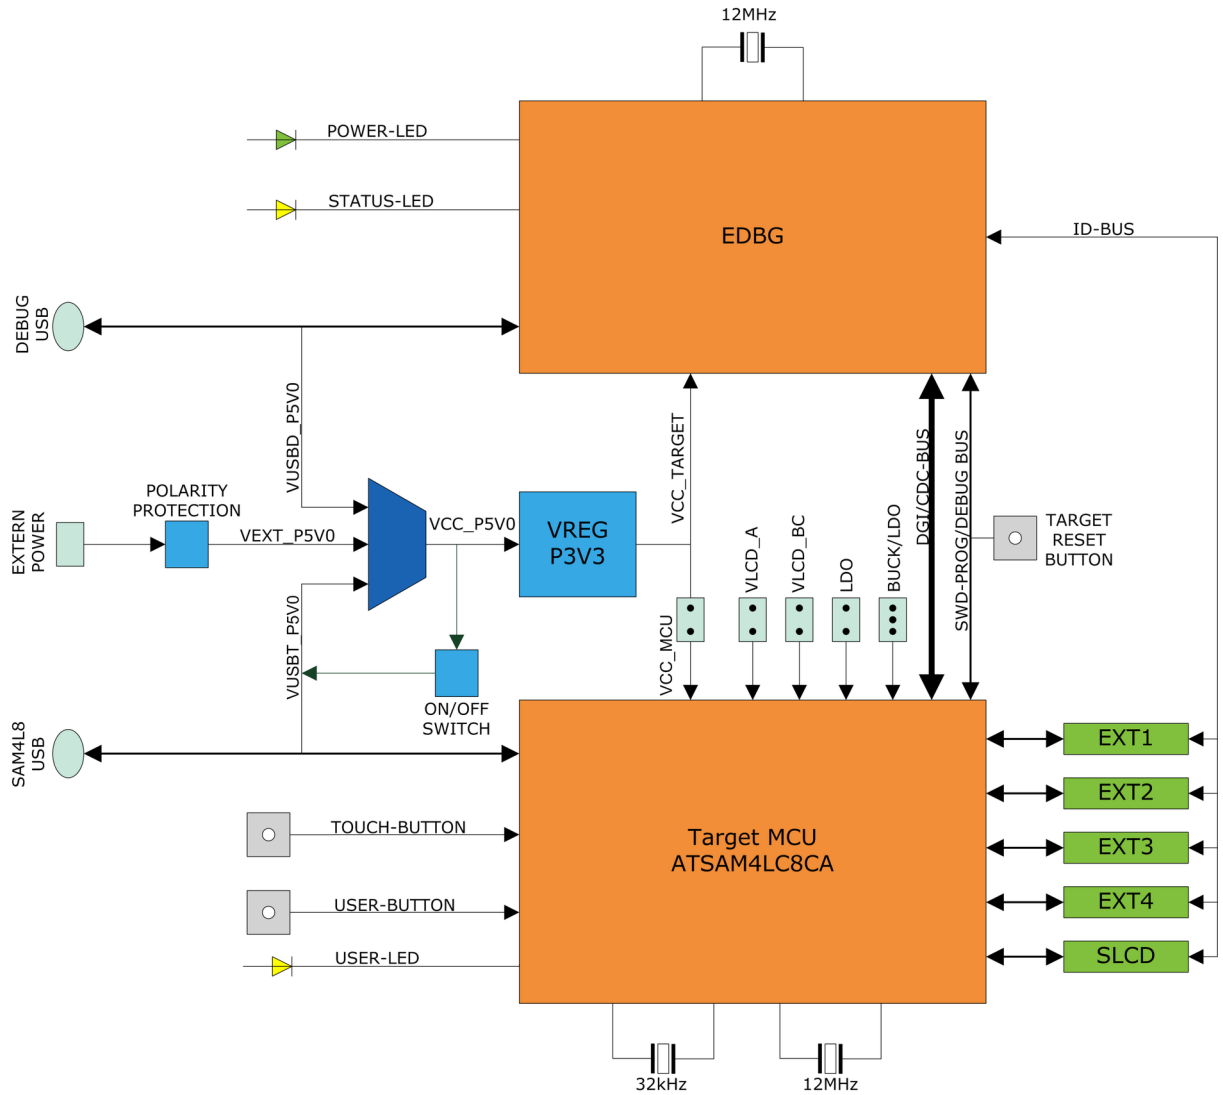 12MHz
POWER-LED
STATUS-LED
EDBG
ID-BUS
DEBUG
USB
VUSBD_P5V0
POLARITY
PROTECTION
EXTERN
POWER
VEXT_P5V0
VCC_P5V0
VREG
P3V3
VCC_TARGET
VLCD_A
VLCD_BC
LDO
BUCK/LDO
DGI/CDC-BUS
SWD-PROG/DEBUG BUS
TARGET
RESET
BUTTON
VUSBT_P5V0
VCC_MCU
ON/OFF
SWITCH
SAM4L8
USB
TOUCH-BUTTON
USER-BUTTON
USER-LED
Target MCU
ATSAM4LC8CA
EXT1
EXT2
EXT3
EXT4
SLCD
32kHz
12MHz